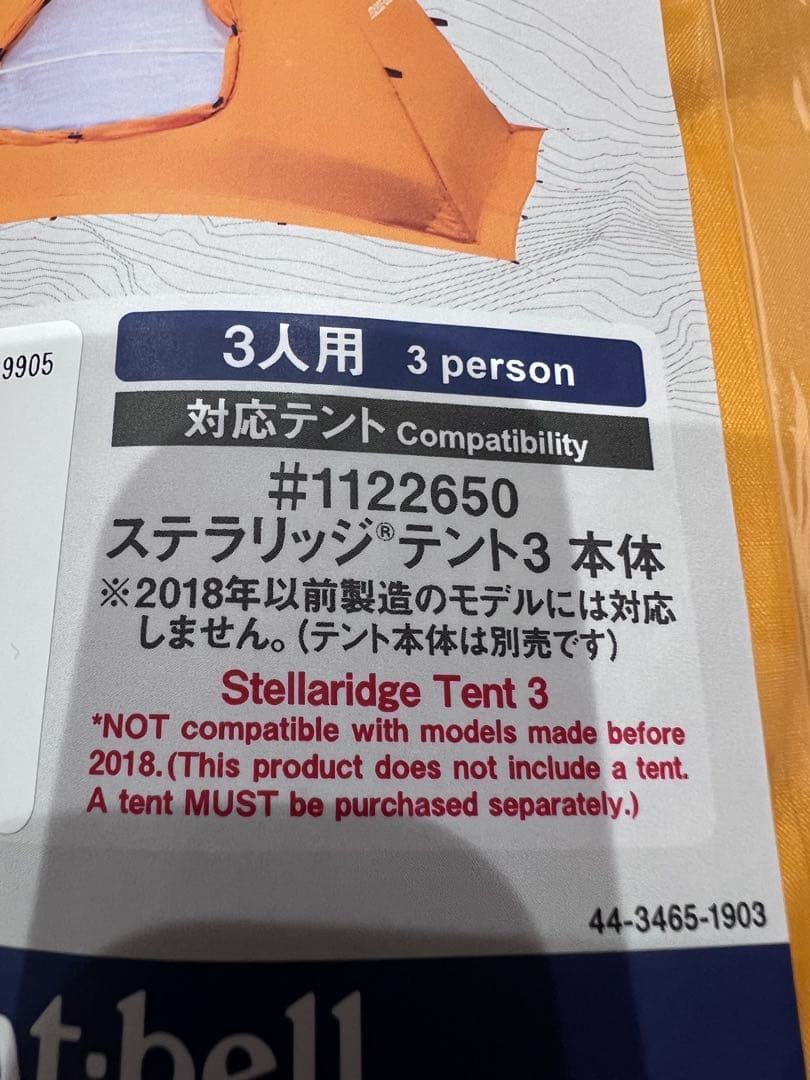 9905
3人用 3 person
対応テント Compatibility
#1122650
ステラリッジ®テント3 本体
※2018年以前製造のモデルには対応
しません。(テント本体は別売です)
Stellaridge Tent 3
*NOT compatible with models made before
2018.(This product does not include a tent.
A tent MUST be purchased separately.)
44-3465-1903
t·bell